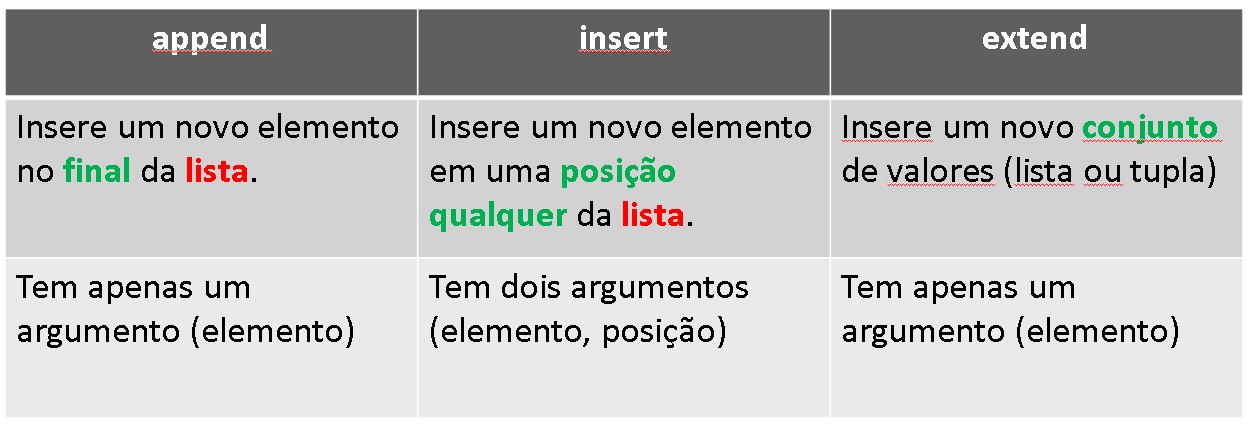 append
insert
extend
Insere um novo elemento
no final da lista.
Insere um novo elemento
em uma posição
qualquer da lista.
Insere um novo conjunto
de valores (lista ou tupla)
Tem apenas um
argumento (elemento)
Tem dois argumentos
(elemento, posição)
Tem apenas um
argumento (elemento)